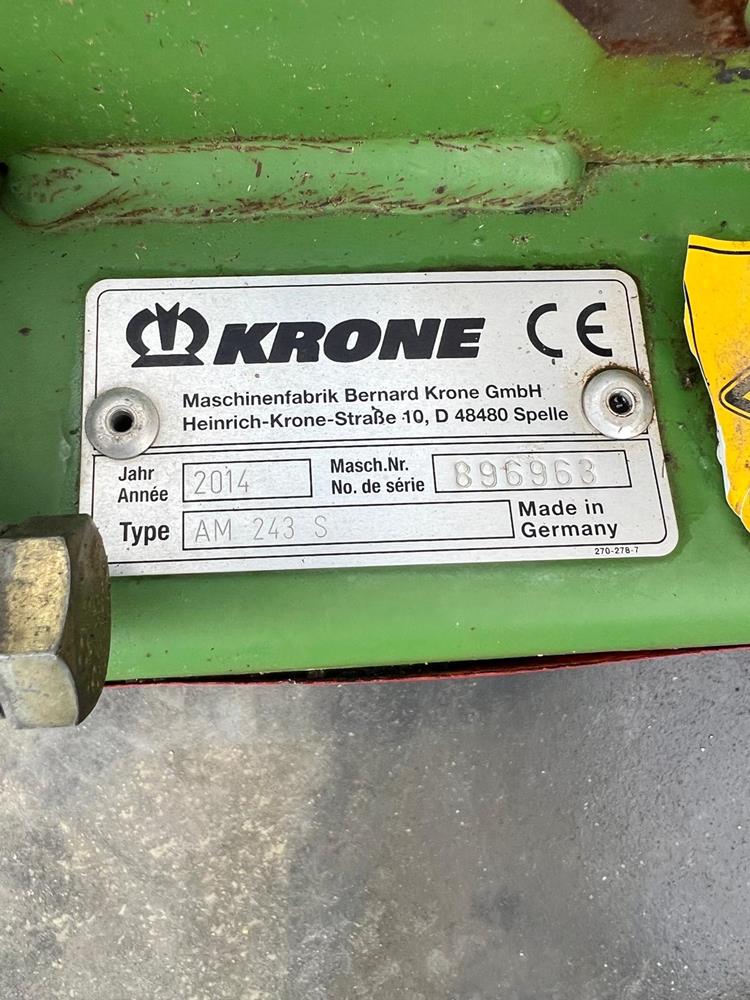 KRONE CE
Maschinenfabrik Bernard Krone GmbH
Heinrich-Krone-Straße 10, D 48480 Spelle
Jahr
Année
2014
Masch.Nr.
No. de série
896963
Type
AM 243 S
Made in
Germany
270-278-7